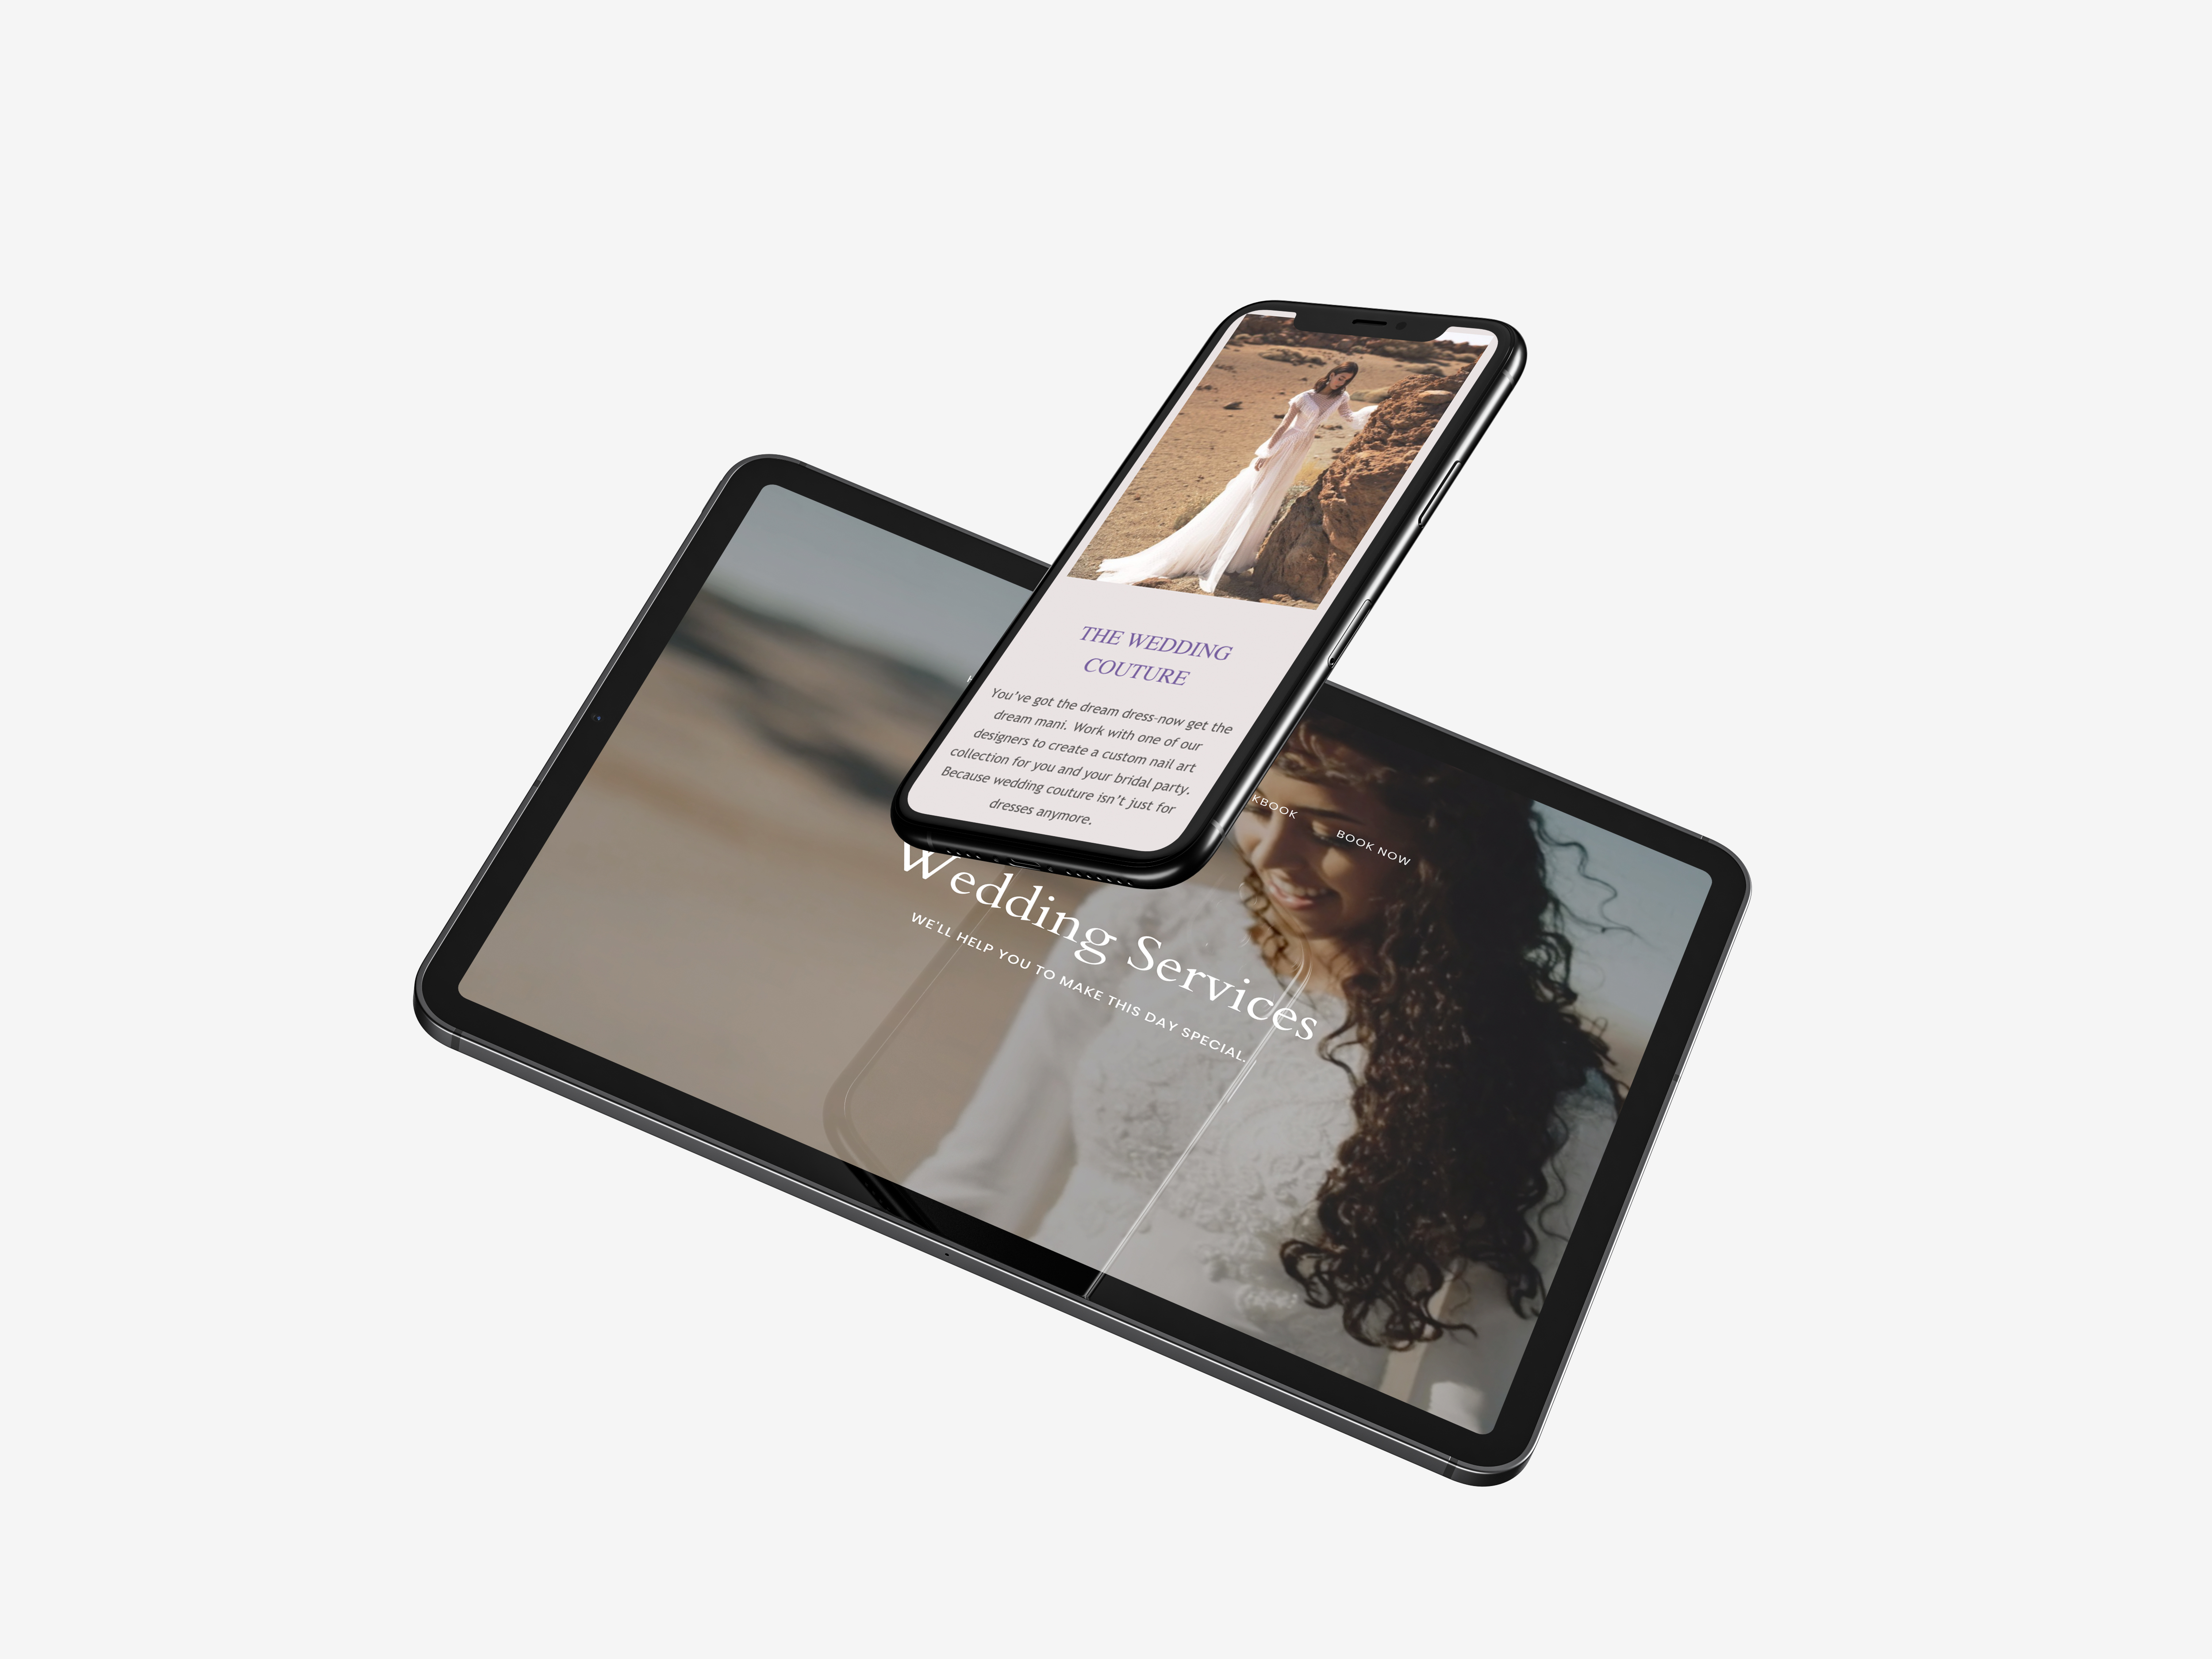 THE WEDDING
COUTURE
You've got the dream dress-now get the
dream mani. Work with one of our
designers to create a custom nail art
collection for you and your bridal party.
Because wedding couture isn't just for
dresses anymore.
BOOK NOW
Wedding Services
WE'LL HELP YOU TO MAKE THIS DAY SPECIAL.